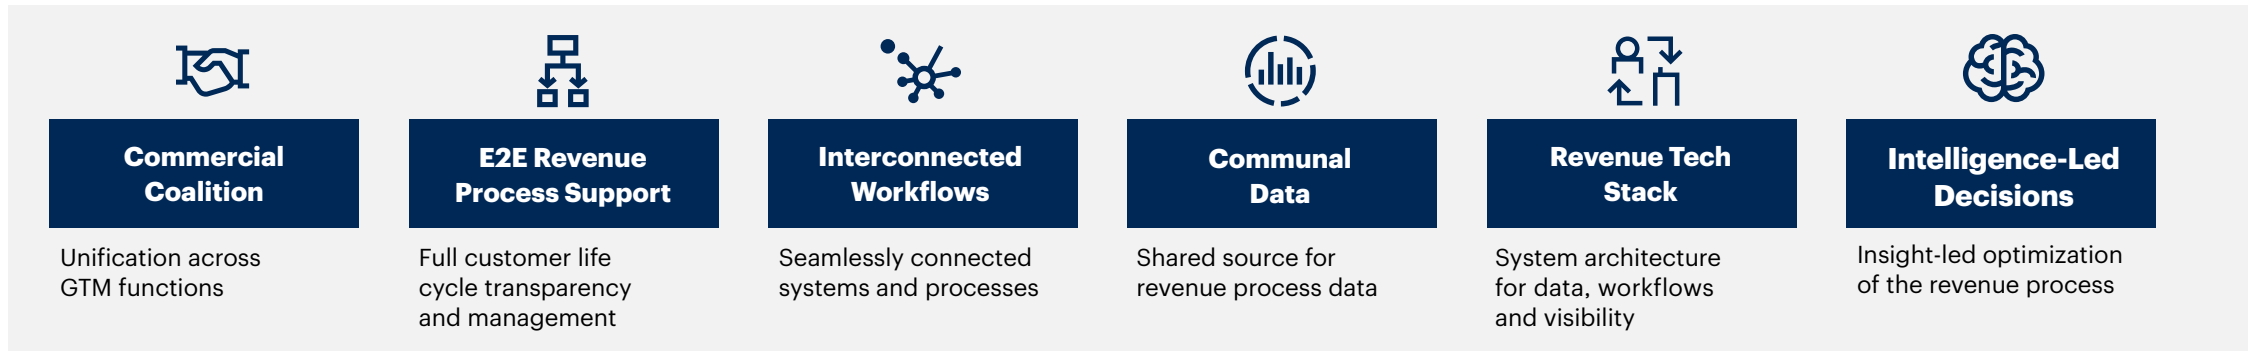 Commercial
Coalition
Unification across
GTM functions
E2E Revenue
Process Support
Full customer life
cycle transparency
and management
Interconnected
Workflows
Seamlessly connected
systems and processes
Communal
Data
Shared source for
revenue process data
Revenue Tech
Stack
System architecture
for data, workflows
and visibility
Intelligence-Led
Decisions
Insight-led optimization
of the revenue process